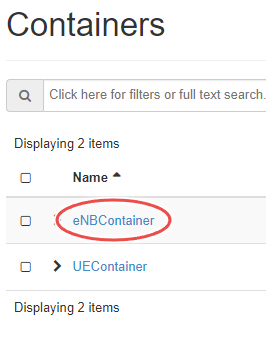 Containers
Click here for filters or full text search.
Displaying 2 items
Name
eNBContainer
UEContainer
Displaying 2 items